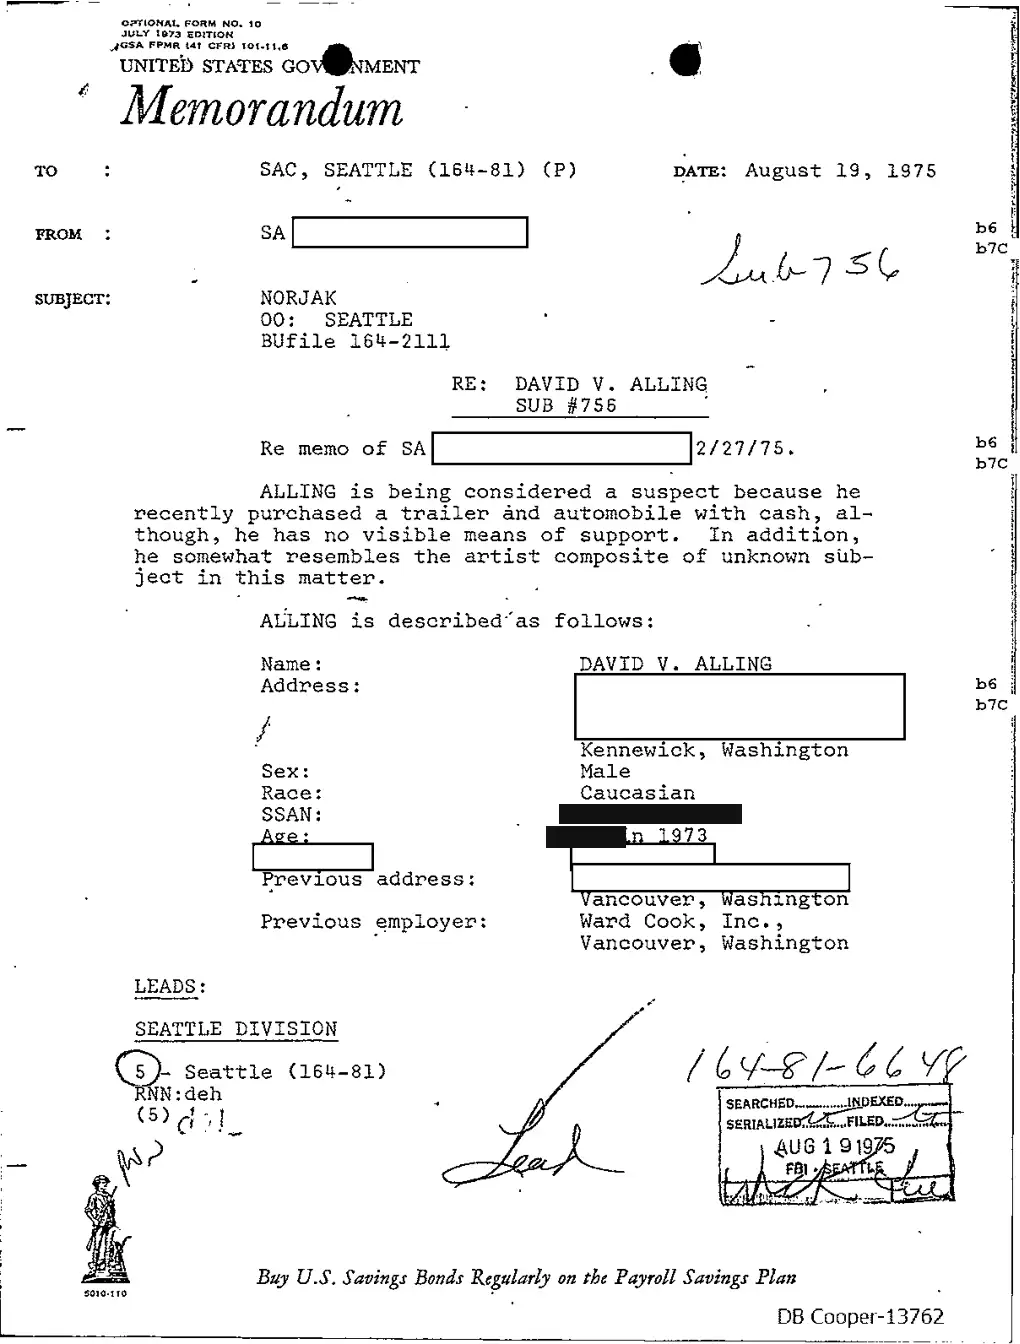 OPTIONAL FORM NO. 10
JULY 1973 EDITION
GSA FPMR (41 CFR) 101-11.6
UNITED STATES GOV NMENT
Memorandum
TO : SAC, SEATTLE (164-81) (P) DATE: August 19, 1975
FROM : SA b6
b7C
Sub 756
SUBJECT: NORJAK
OO: SEATTLE
BUfile 164-2111
RE: DAVID V. ALLING
SUB #756
Re memo of SA 2/27/75. b6
b7C
ALLING is being considered a suspect because he
recently purchased a trailer and automobile with cash, al-
though, he has no visible means of support. In addition,
he somewhat resembles the artist composite of unknown sub-
ject in this matter.
ALLING is described as follows:
Name: DAVID V. ALLING
Address: b6
b7C
Kennewick, Washington
Sex: Male
Race: Caucasian
SSAN:
Age: in 1973
Previous address:
Vancouver, Washington
Previous employer: Ward Cook, Inc.,
Vancouver, Washington
LEADS:
SEATTLE DIVISION
5 - Seattle (164-81)
RNN:deh
(5)
Lead
164-81-6648
SEARCHED............INDEXED............
SERIALIZED............FILED............
AUG 19 1975
FBI - SEATTLE
5010-110
Buy U.S. Savings Bonds Regularly on the Payroll Savings Plan
DB Cooper-13762